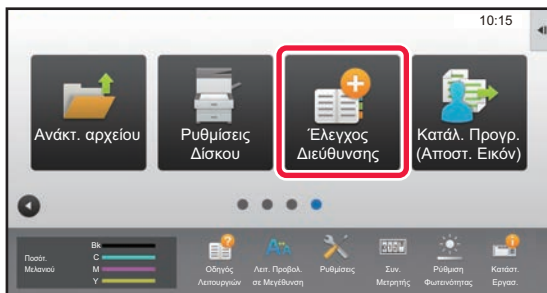 10:15
Ανάκτ. αρχείου
Ρυθμίσεις
Δίσκου
Έλεγχος
Διεύθυνσης
Κατάλ. Προγρ.
(Αποστ. Εικόν)
Ποσότ.
Μελανιού
Bk
C
M
Y
Οδηγός
Λειτουργιών
Λειτ. Προβολ.
σε Μεγέθυνση
Ρυθμίσεις
Συν.
Μετρητής
Ρύθμιση
Φωτεινότητας
Κατάστ.
Εργασ.